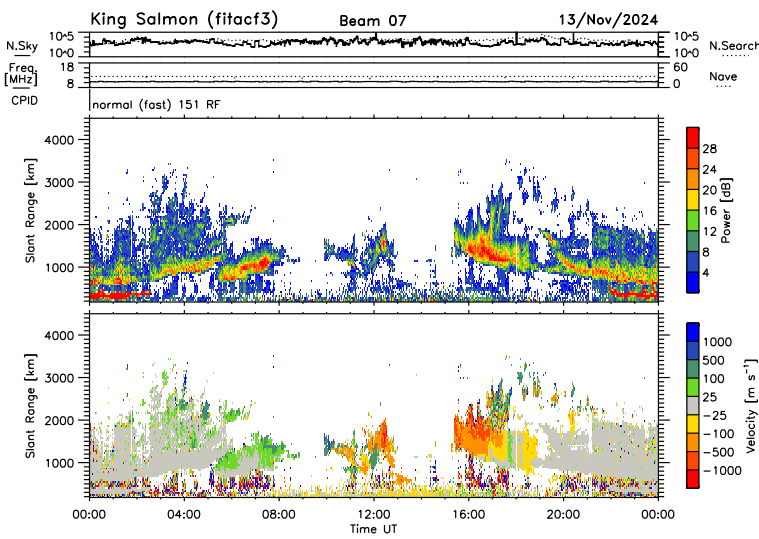 King Salmon (fitacf3) Beam 07 13/Nov/2024
N.Sky 10^5 10^0 10^5 10^0 N.Search
Freq. [MHz] 18 8 60 0 Nave
CPID normal (fast) 151 RF
Slant Range [km] 4000 3000 2000 1000
28 24 20 16 12 8 4 Power [dB]
Slant Range [km] 4000 3000 2000 1000
1000 500 100 25 -25 -100 -500 -1000 Velocity [m s^-1]
00:00 04:00 08:00 12:00 16:00 20:00 00:00
Time UT